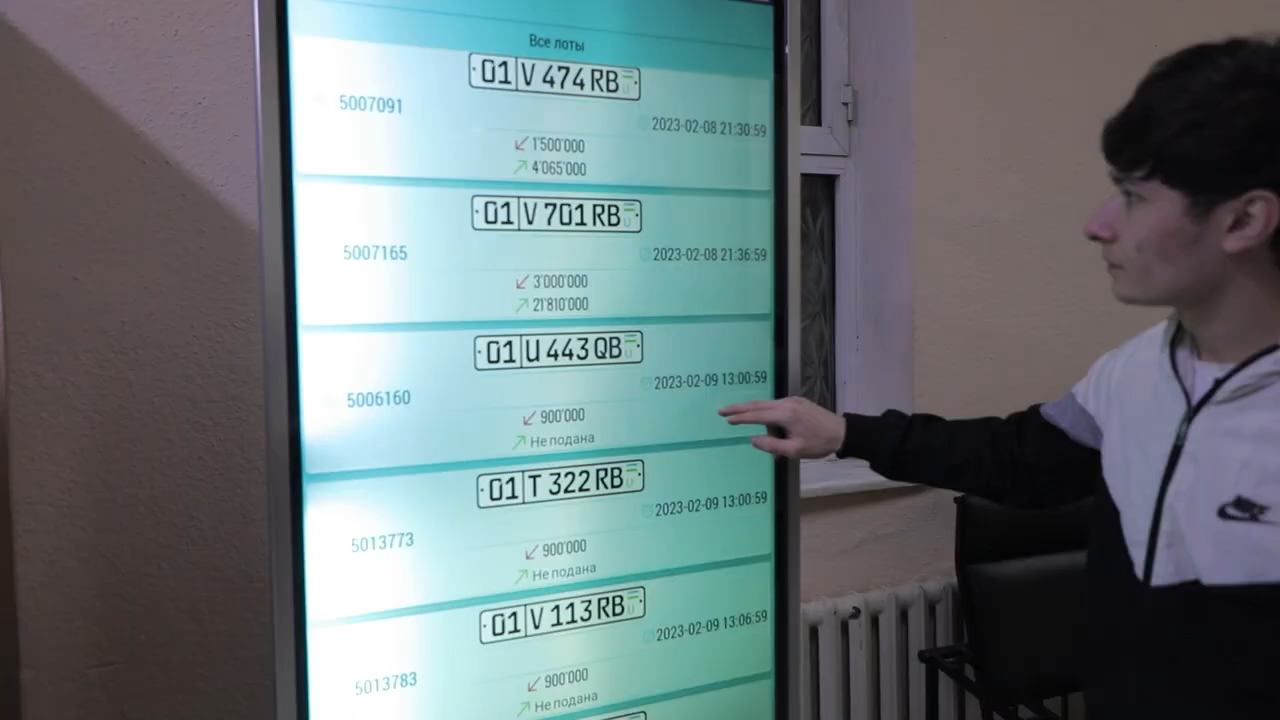 Все лоты
01 V 474 RB
5007091
2023-02-08 21:30:59
1'500'000
4'065'000
01 V 701 RB
5007165
2023-02-08 21:36:59
3'000'000
21'810'000
01 U 443 QB
5006160
2023-02-09 13:00:59
900'000
Не подана
01 T 322 RB
5013773
2023-02-09 13:00:59
900'000
Не подана
01 V 113 RB
5013783
2023-02-09 13:06:59
900'000
Не подана